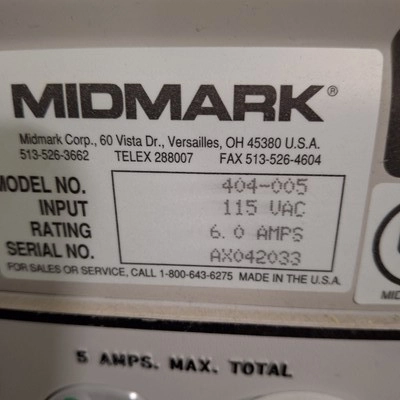 MIDMARK®
Midmark Corp., 60 Vista Dr., Versailles, OH 45380 U.S.A.
513-526-3662 TELEX 288007 FAX 513-526-4604
MODEL NO. 404-005
INPUT 115 VAC
RATING 6.0 AMPS
SERIAL NO. AX042033
FOR SALES OR SERVICE, CALL 1-800-643-6275 MADE IN THE U.S.A.
MID
5 AMPS. MAX. TOTAL